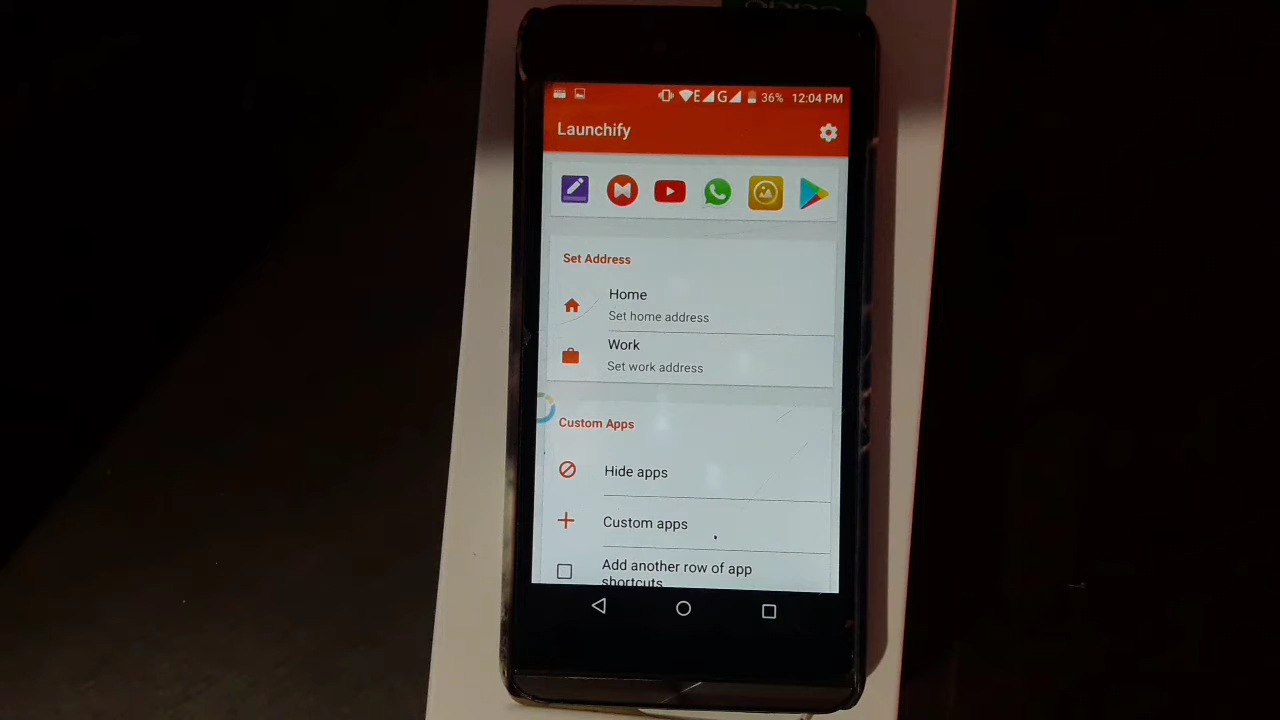 E G 36% 12:04 PM
Launchify
Set Address
Home
Set home address
Work
Set work address
Custom Apps
Hide apps
Custom apps
Add another row of app
shortcuts